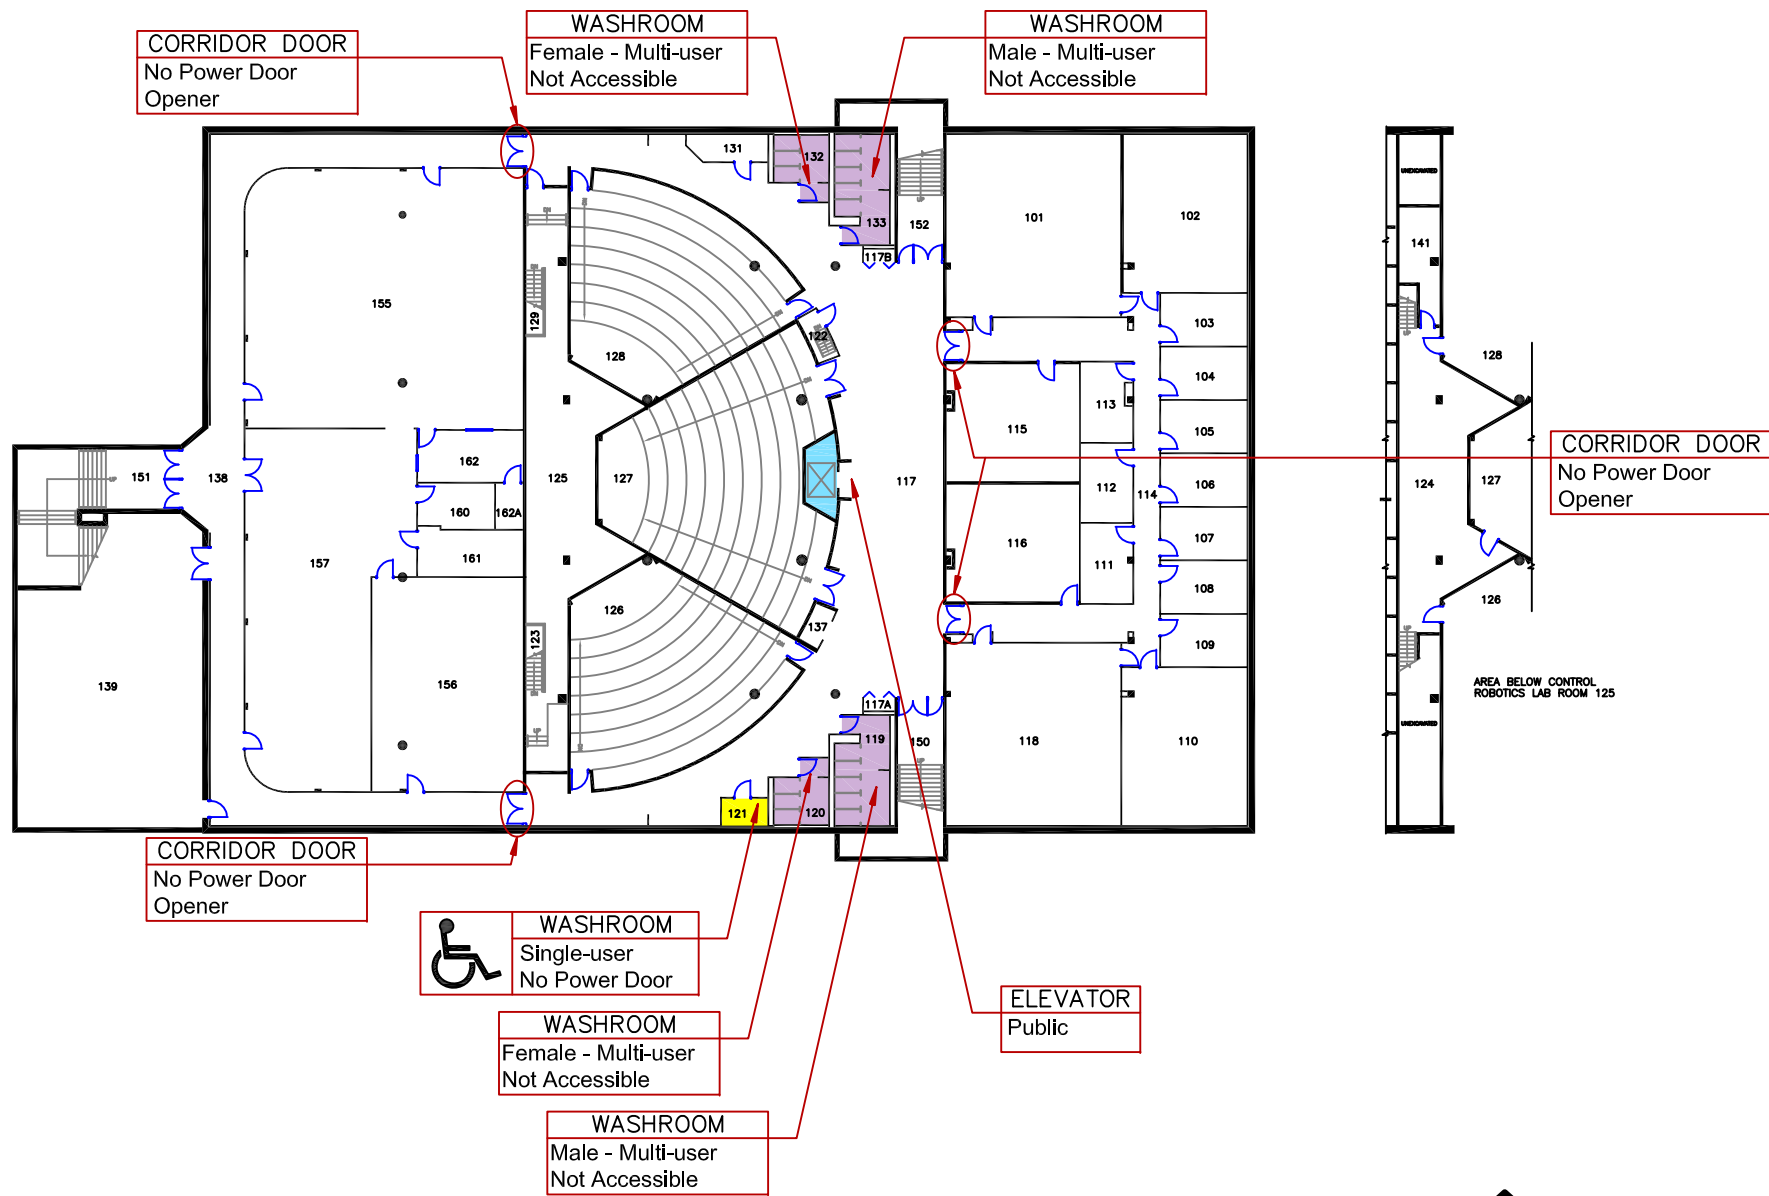 WASHROOM
Female - Multi-user
Not Accessible
WASHROOM
Male - Multi-user
Not Accessible
CORRIDOR DOOR
No Power Door
Opener
131
132
133
152
117B
101
102
UNEXCAVATED
141
155
129
128
122
103
104
113
105
115
128
CORRIDOR DOOR
No Power Door
Opener
151
138
162
125
127
117
112
114
106
124
127
160
162A
157
161
116
111
107
108
126
126
123
137
109
139
156
AREA BELOW CONTROL
ROBOTICS LAB ROOM 125
117A
119
150
118
110
UNEXCAVATED
121
120
CORRIDOR DOOR
No Power Door
Opener
WASHROOM
Single-user
No Power Door
ELEVATOR
Public
WASHROOM
Female - Multi-user
Not Accessible
WASHROOM
Male - Multi-user
Not Accessible